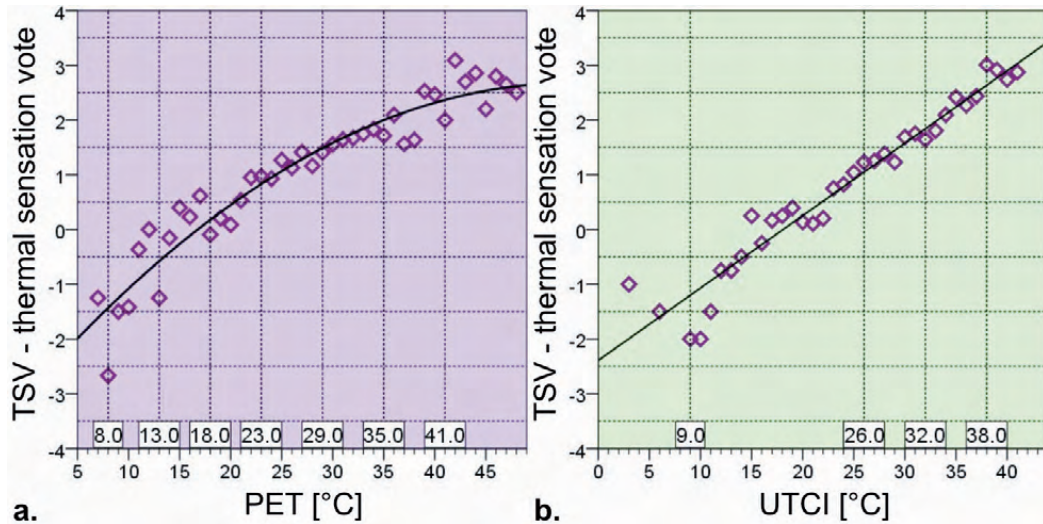 TSV - thermal sensation vote
4
3
2
1
0
-1
-2
-3
-4
8.0 13.0 18.0 23.0 29.0 35.0 41.0
5 10 15 20 25 30 35 40 45
a. PET [°C]
TSV - thermal sensation vote
4
3
2
1
0
-1
-2
-3
-4
9.0 26.0 32.0 38.0
0 5 10 15 20 25 30 35 40
b. UTCI [°C]